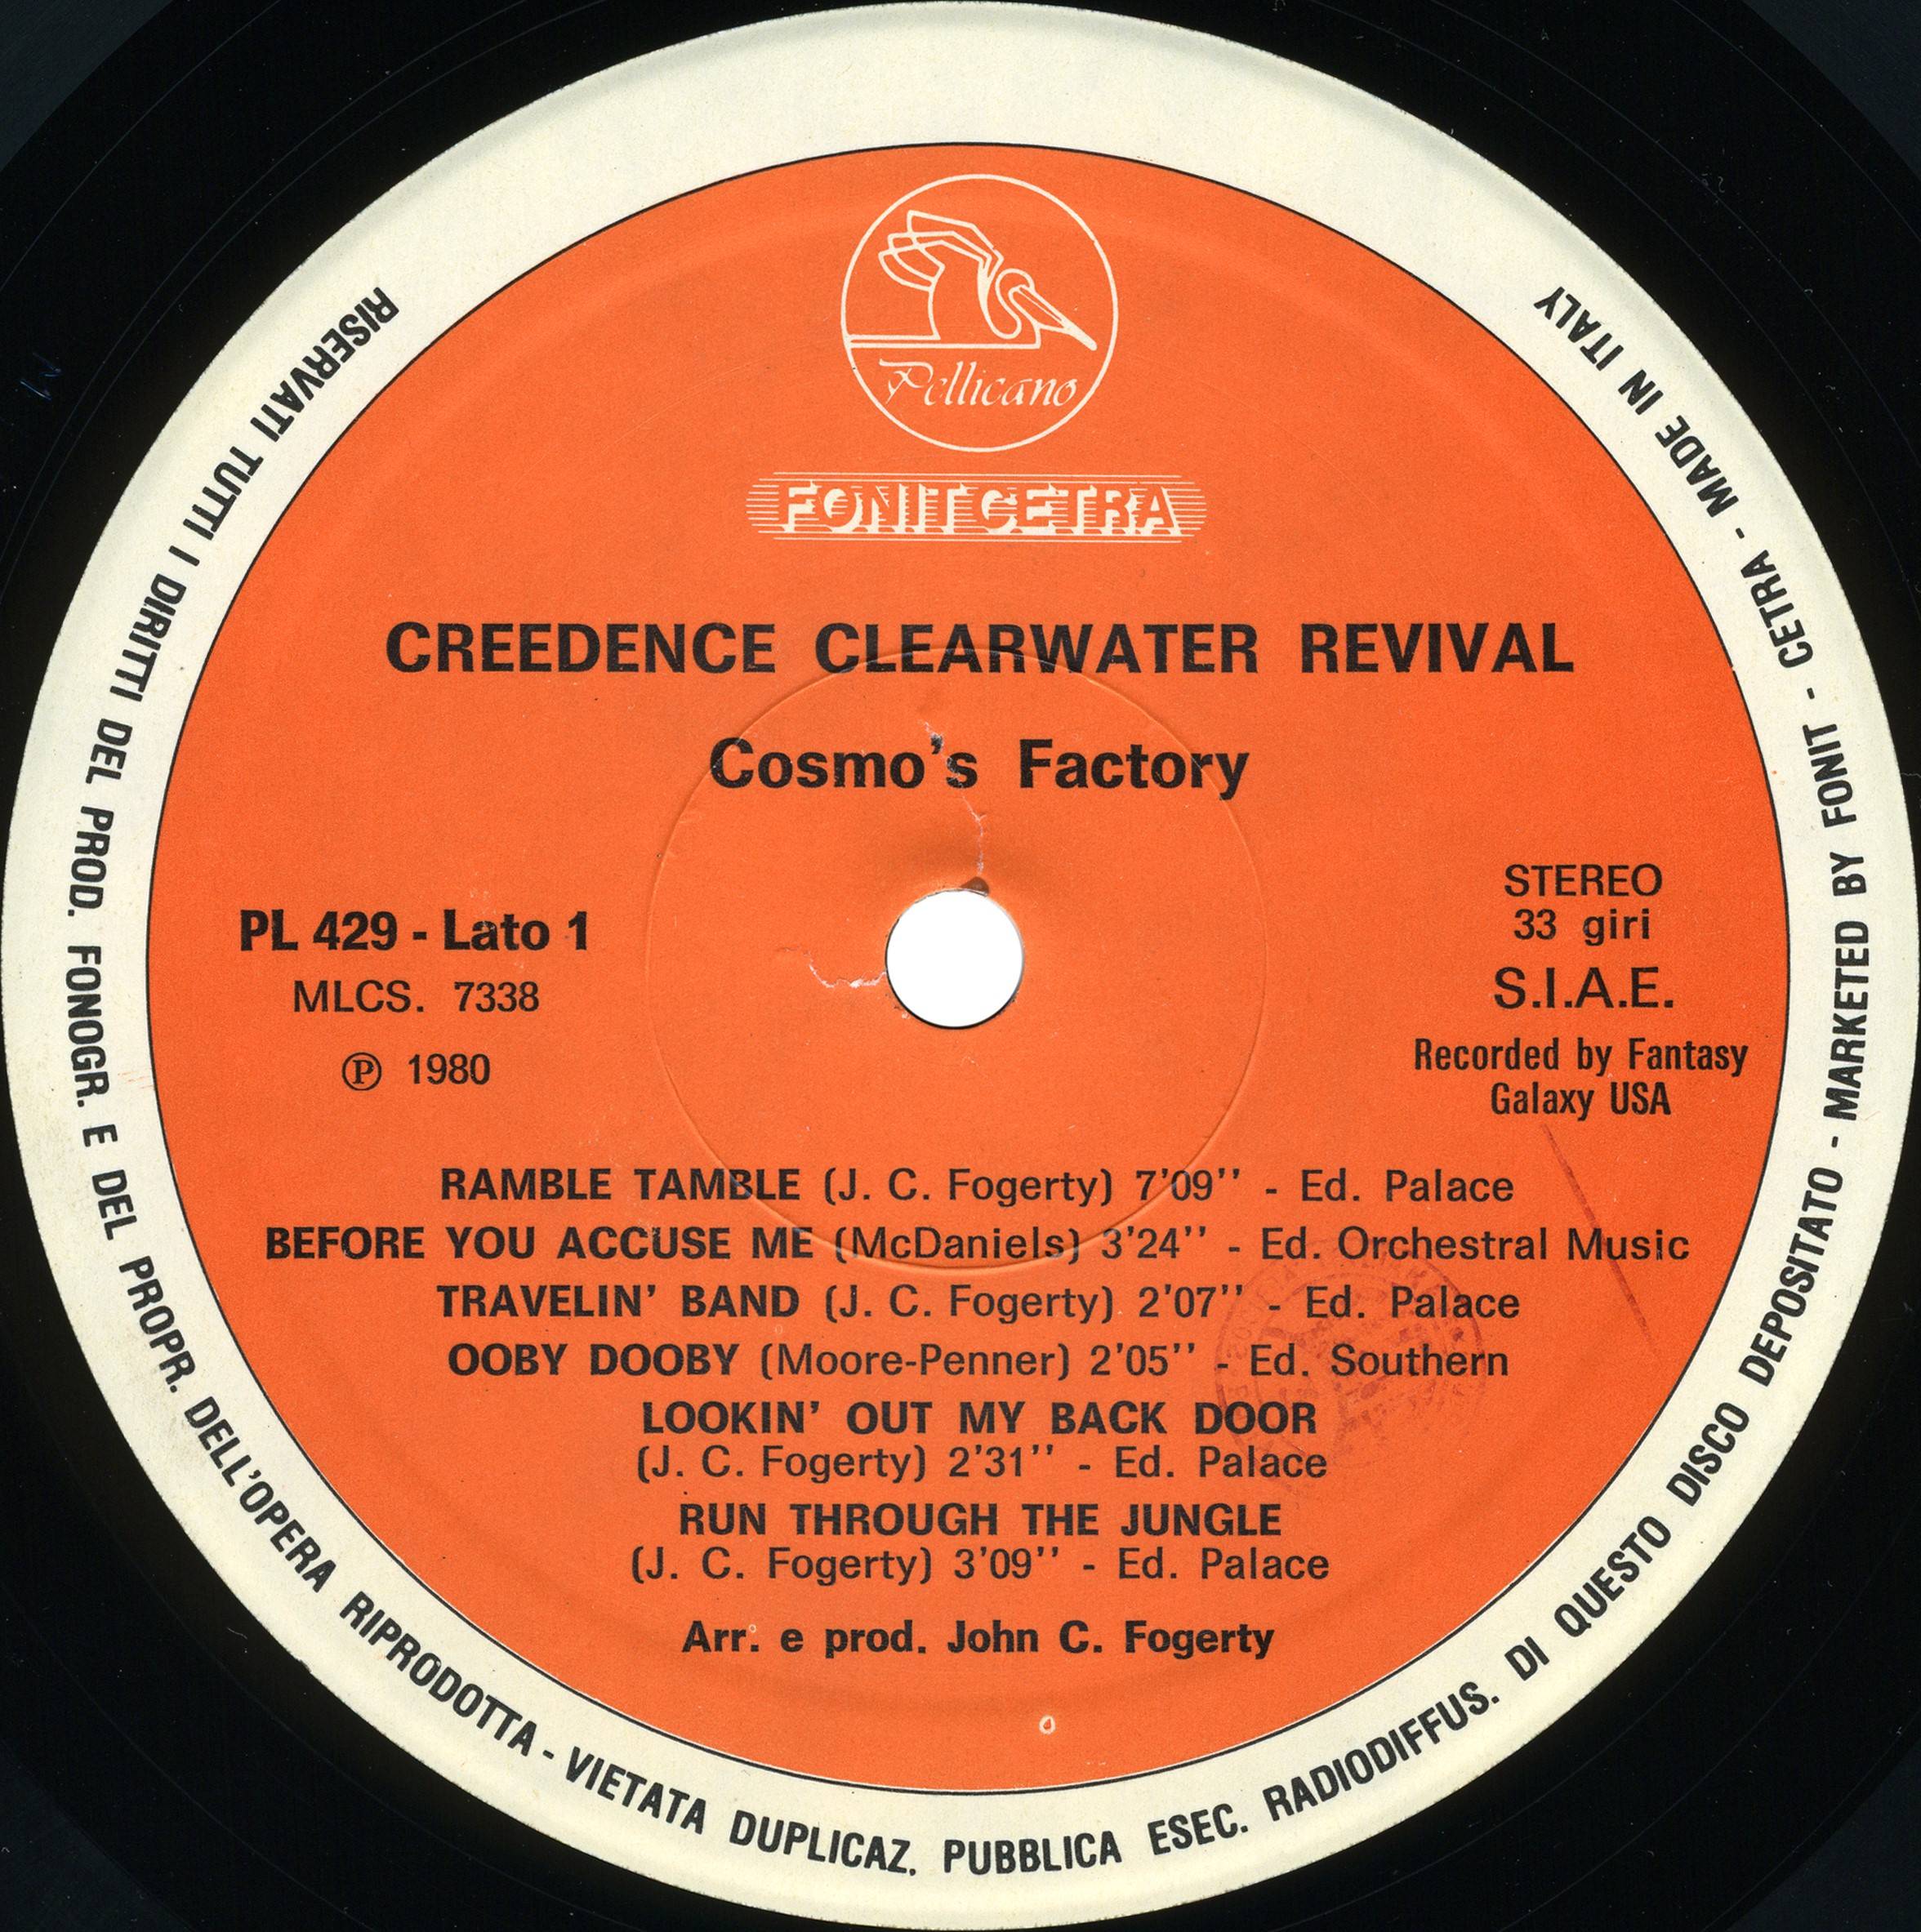 Pellicano
FONIT CETRA
CREEDENCE CLEARWATER REVIVAL
Cosmo's Factory
PL 429 - Lato 1
MLCS. 7338
Ⓟ 1980
STEREO
33 giri
S.I.A.E.
Recorded by Fantasy
Galaxy USA
RAMBLE TAMBLE (J. C. Fogerty) 7'09'' - Ed. Palace
BEFORE YOU ACCUSE ME (McDaniels) 3'24'' - Ed. Orchestral Music
TRAVELIN' BAND (J. C. Fogerty) 2'07'' - Ed. Palace
OOBY DOOBY (Moore-Penner) 2'05'' - Ed. Southern
LOOKIN' OUT MY BACK DOOR
(J. C. Fogerty) 2'31'' - Ed. Palace
RUN THROUGH THE JUNGLE
(J. C. Fogerty) 3'09'' - Ed. Palace
Arr. e prod. John C. Fogerty
RISERVATI TUTTI I DIRITTI DEL PROD. FONOGR. E DEL PROPR. DELL'OPERA RIPRODOTTA - VIETATA DUPLICAZ. PUBBLICA ESEC. RADIODIFFUS. DI QUESTO DISCO DEPOSITATO - MARKETED BY FONIT - CETRA - MADE IN ITALY